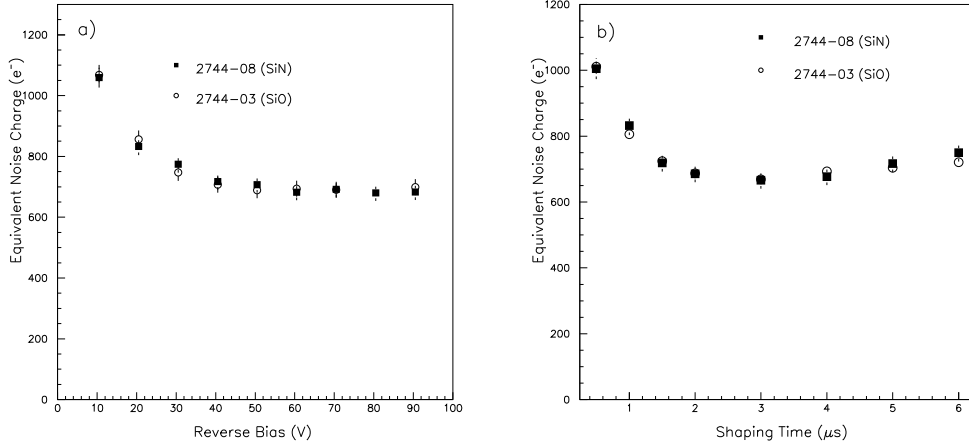 a)
2744-08 (SiN)
2744-03 (SiO)
Equivalent Noise Charge (e⁻)
1200
1000
800
600
400
200
0
0 10 20 30 40 50 60 70 80 90 100
Reverse Bias (V)
b)
2744-08 (SiN)
2744-03 (SiO)
Equivalent Noise Charge (e⁻)
1200
1000
800
600
400
200
0
1 2 3 4 5 6
Shaping Time (μs)